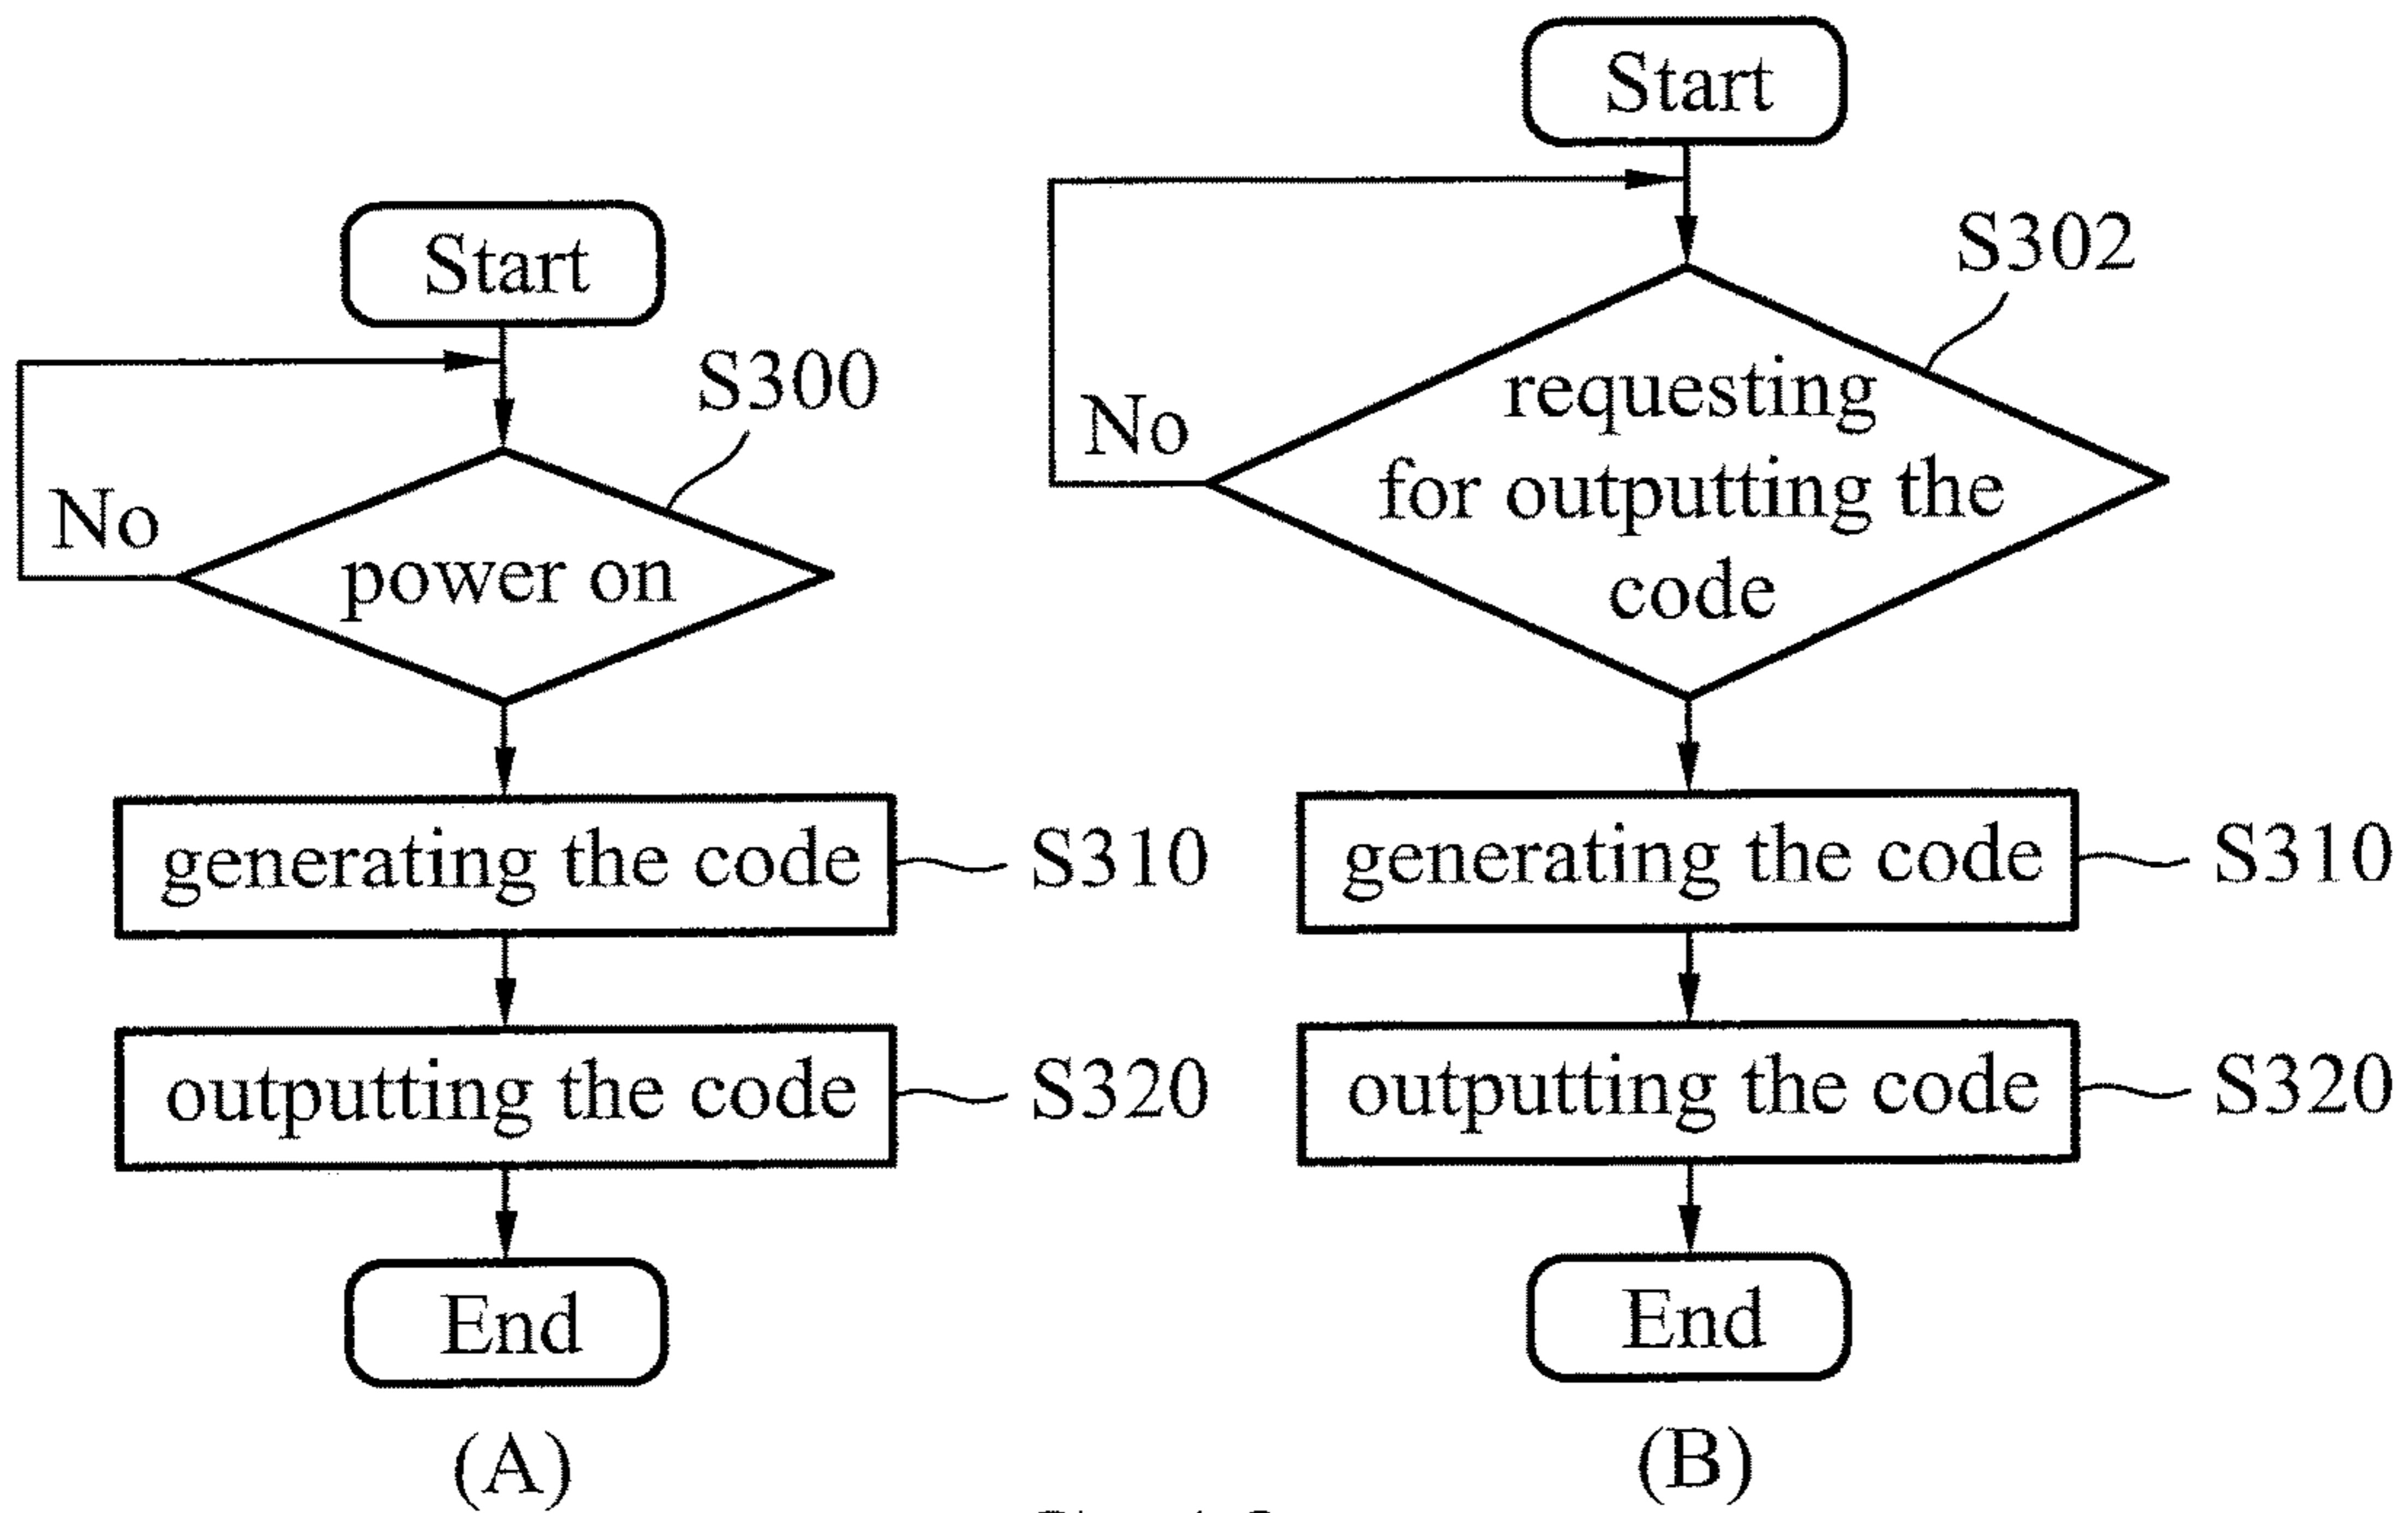 Start
S300
No
power on
generating the code
S310
outputting the code
S320
End
(A)
Start
S302
No
requesting
for outputting the
code
generating the code
S310
outputting the code
S320
End
(B)